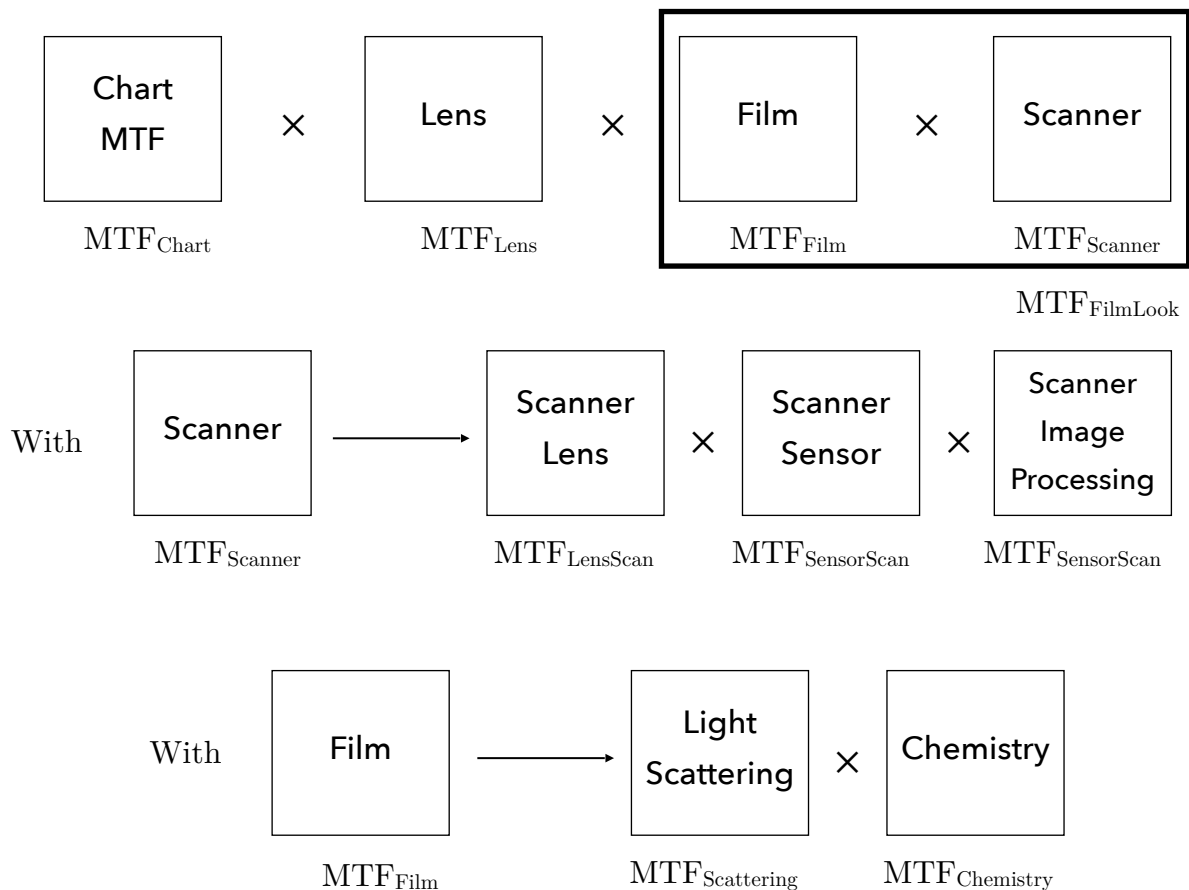 Chart
MTF
×
Lens
×
Film
×
Scanner
MTF_Chart
MTF_Lens
MTF_Film
MTF_Scanner
MTF_FilmLook
With
Scanner
Scanner
Lens
×
Scanner
Sensor
×
Scanner
Image
Processing
MTF_Scanner
MTF_LensScan
MTF_SensorScan
MTF_SensorScan
With
Film
Light
Scattering
×
Chemistry
MTF_Film
MTF_Scattering
MTF_Chemistry